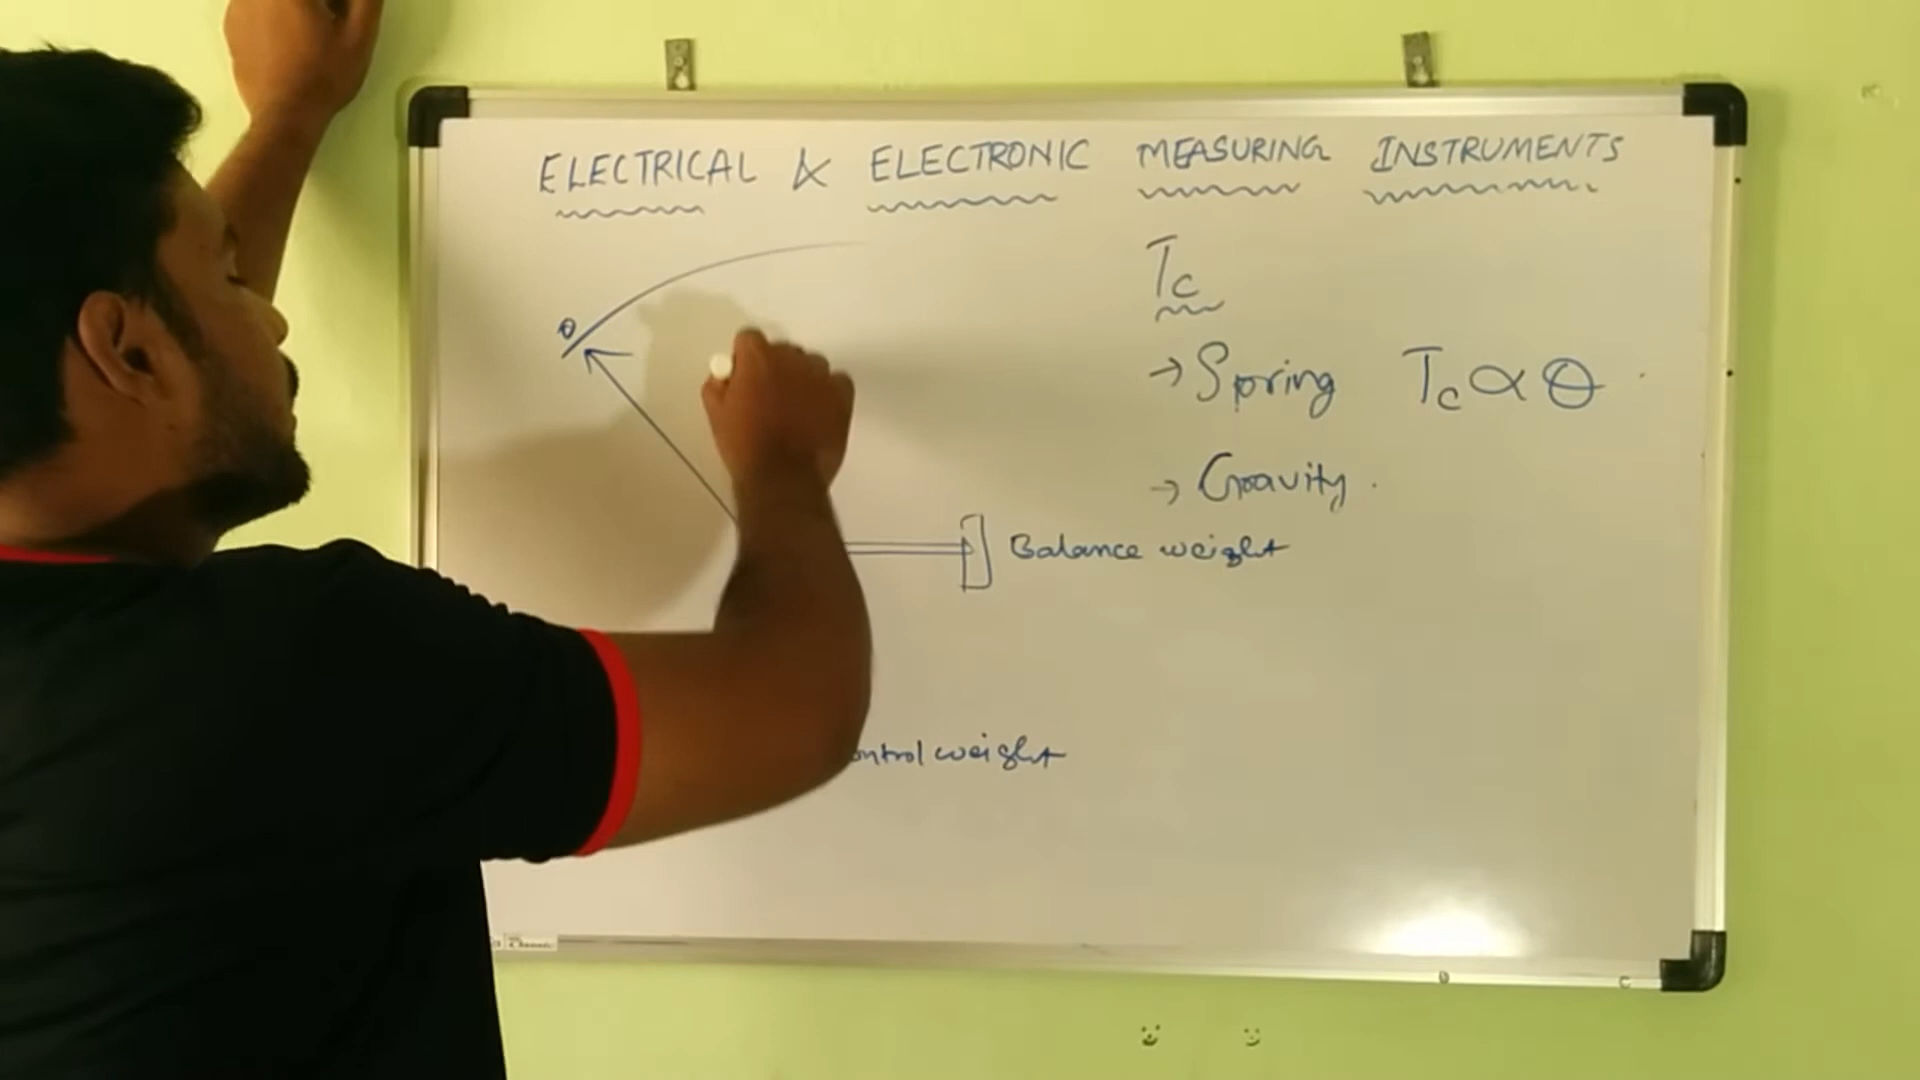 ELECTRICAL & ELECTRONIC MEASURING INSTRUMENTS
Tc
θ
→ Spring Tc ∝ θ
→ Gravity.
Balance weight
ontrol weight